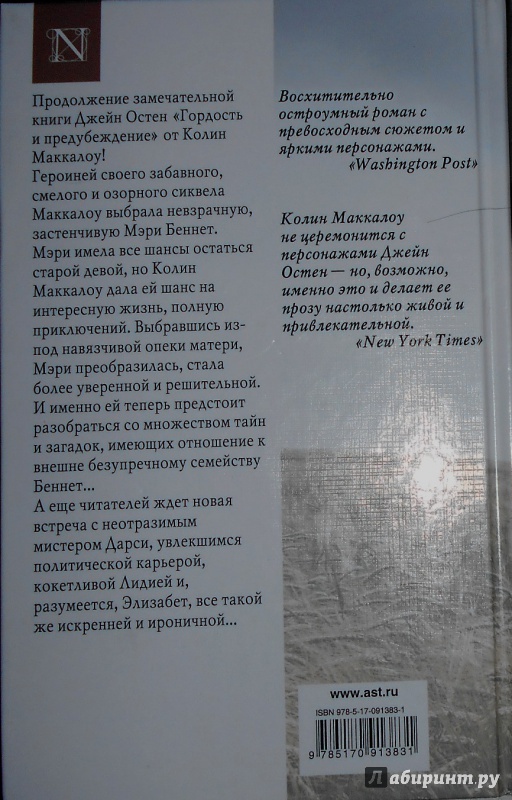 N
Продолжение замечательной
книги Джейн Остен «Гордость
и предубеждение» от Колин
Маккалоу!
Героиней своего забавного,
смелого и озорного сиквела
Маккалоу выбрала невзрачную,
застенчивую Мэри Беннет.
Мэри имела все шансы остаться
старой девой, но Колин
Маккалоу дала ей шанс на
интересную жизнь, полную
приключений. Выбравшись из-
под навязчивой опеки матери,
Мэри преобразилась, стала
более уверенной и решительной.
И именно ей теперь предстоит
разобраться со множеством тайн
и загадок, имеющих отношение к
внешне безупречному семейству
Беннет...
А еще читателей ждет новая
встреча с неотразимым
мистером Дарси, увлекшимся
политической карьерой,
кокетливой Лидией и,
разумеется, Элизабет, все такой
же искренней и ироничной...
Восхитительно
остроумный роман с
превосходным сюжетом и
яркими персонажами.
«Washington Post»
Колин Маккалоу
не церемонится с
персонажами Джейн
Остен — но, возможно,
именно это и делает ее
прозу настолько живой и
привлекательной.
«New York Times»
www.ast.ru
ISBN 978-5-17-091383-1
9 785170 913831
Лабиринт.ру